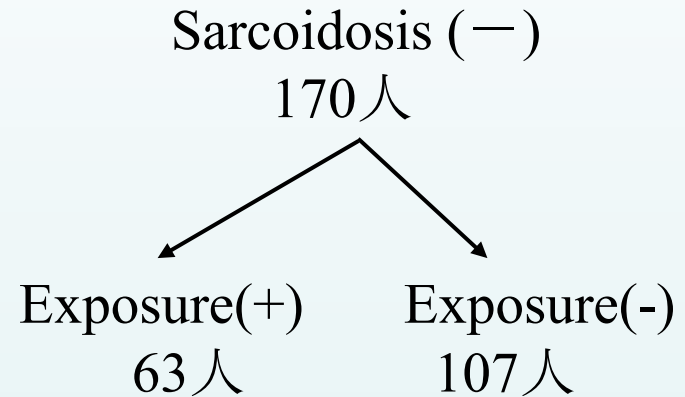 Sarcoidosis (－)
170人
Exposure(+) Exposure(-)
63人 107人